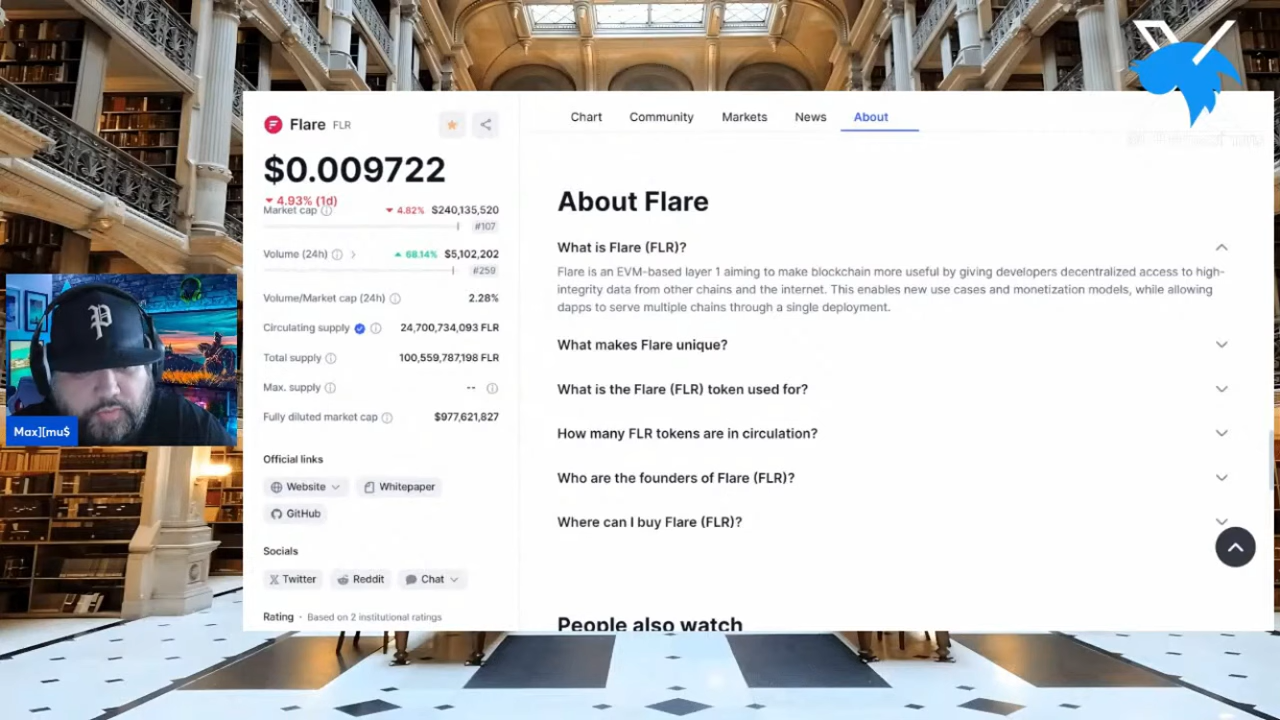 Flare FLR
$0.009722
4.93% (1d)
Market cap 4.82% $240,135,520
#107
Volume (24h) 68.14% $5,102,202
#259
Volume/Market cap (24h) 2.28%
Circulating supply 24,700,734,093 FLR
Total supply 100,559,787,198 FLR
Max. supply --
Fully diluted market cap $977,621,827
Official links
Website Whitepaper
GitHub
Socials
Twitter Reddit Chat
Rating · Based on 2 institutional ratings
Chart Community Markets News About
About Flare
What is Flare (FLR)?
Flare is an EVM-based layer 1 aiming to make blockchain more useful by giving developers decentralized access to high-
integrity data from other chains and the internet. This enables new use cases and monetization models, while allowing
dapps to serve multiple chains through a single deployment.
What makes Flare unique?
What is the Flare (FLR) token used for?
How many FLR tokens are in circulation?
Who are the founders of Flare (FLR)?
Where can I buy Flare (FLR)?
People also watch
Max][mu$
P